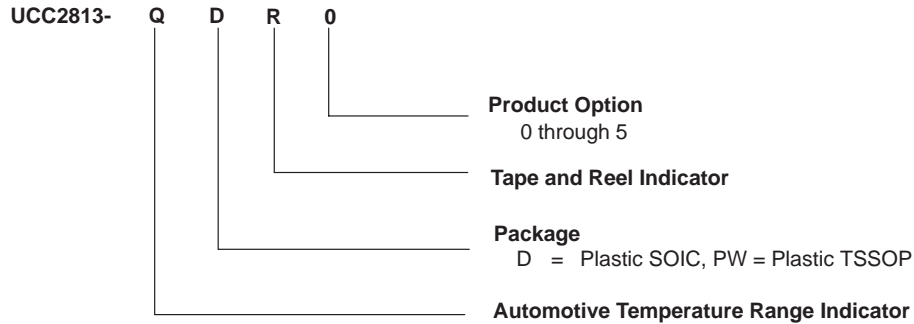 UCC2813- Q D R 0
Product Option
0 through 5
Tape and Reel Indicator
Package
D = Plastic SOIC, PW = Plastic TSSOP
Automotive Temperature Range Indicator